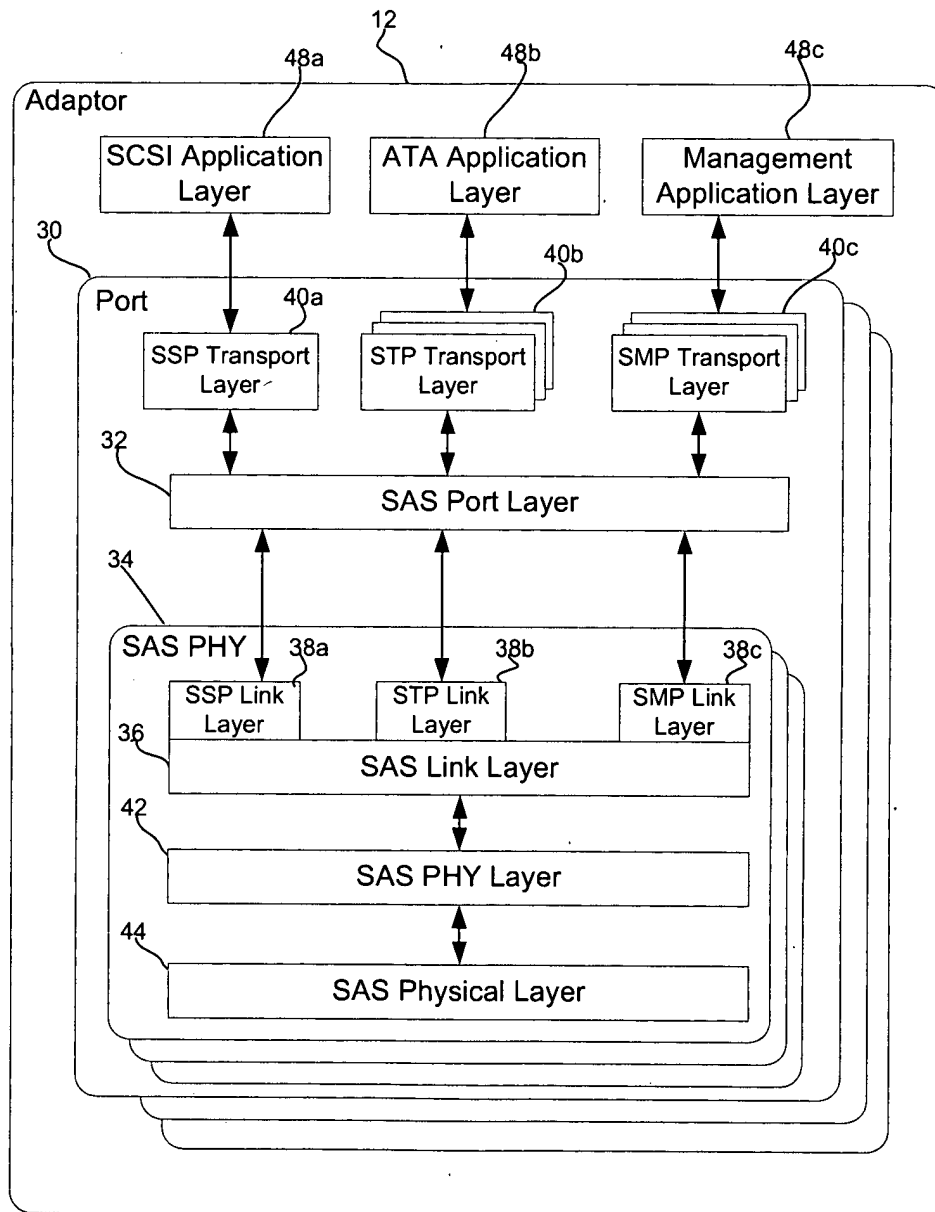 12
48a
48b
48c
Adaptor
SCSI Application
Layer
ATA Application
Layer
Management
Application Layer
30
40b
40c
Port
40a
SSP Transport
Layer
STP Transport
Layer
SMP Transport
Layer
32
SAS Port Layer
34
SAS PHY
38a
38b
38c
SSP Link
Layer
STP Link
Layer
SMP Link
Layer
36
SAS Link Layer
42
SAS PHY Layer
44
SAS Physical Layer